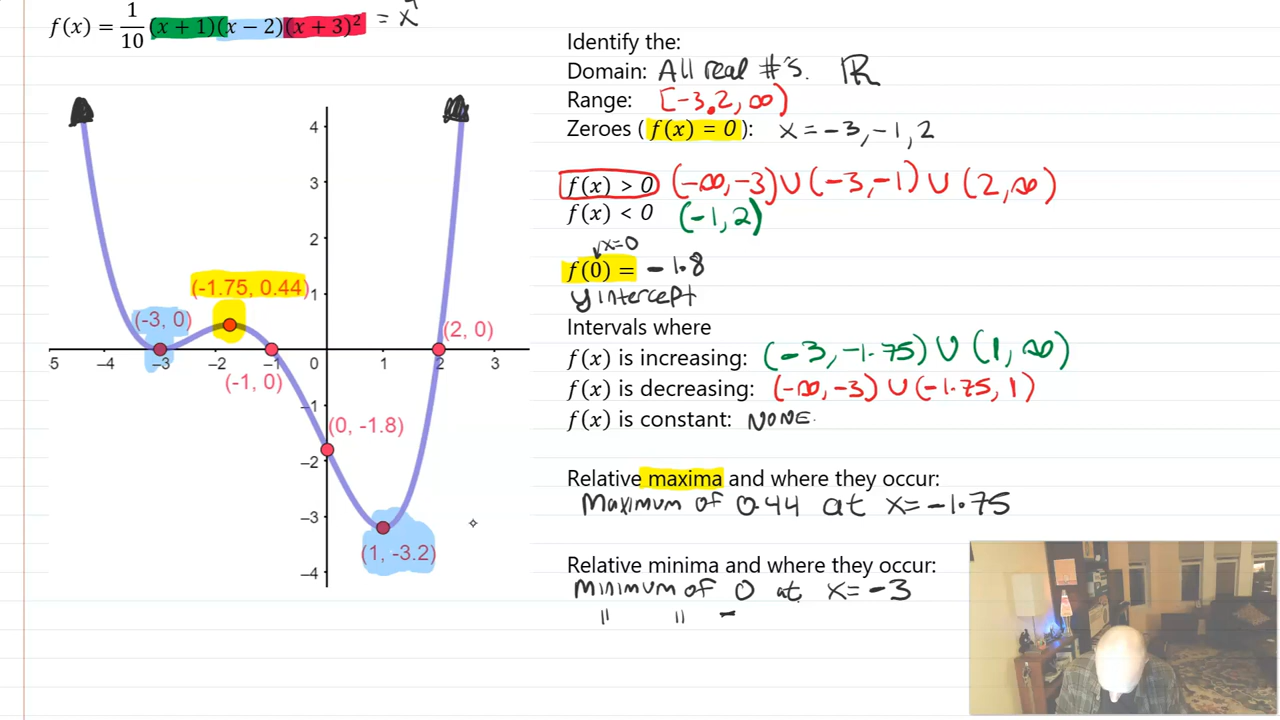 f(x) = 1/10 (x + 1)(x − 2)(x + 3)² = x⁴
Identify the:
Domain: All real #'s. ℝ
Range: [-3.2, ∞)
Zeroes ( f(x) = 0 ): x = -3, -1, 2
f(x) > 0 (-∞, -3) ∪ (-3, -1) ∪ (2, ∞)
f(x) < 0 (-1, 2)
x=0
f(0) = -1.8
y intercept
Intervals where
f(x) is increasing: (-3, -1.75) ∪ (1, ∞)
f(x) is decreasing: (-∞, -3) ∪ (-1.75, 1)
f(x) is constant: NONE.
Relative maxima and where they occur:
Maximum of 0.44 at x = -1.75
Relative minima and where they occur:
Minimum of 0 at x = -3
" " -
4
3
2
(-1.75, 0.44)
1
(-3, 0)
(2, 0)
5 −4 −3 −2 −1 0 1 2 3
(-1, 0)
−1
(0, -1.8)
−2
−3
(1, -3.2)
−4